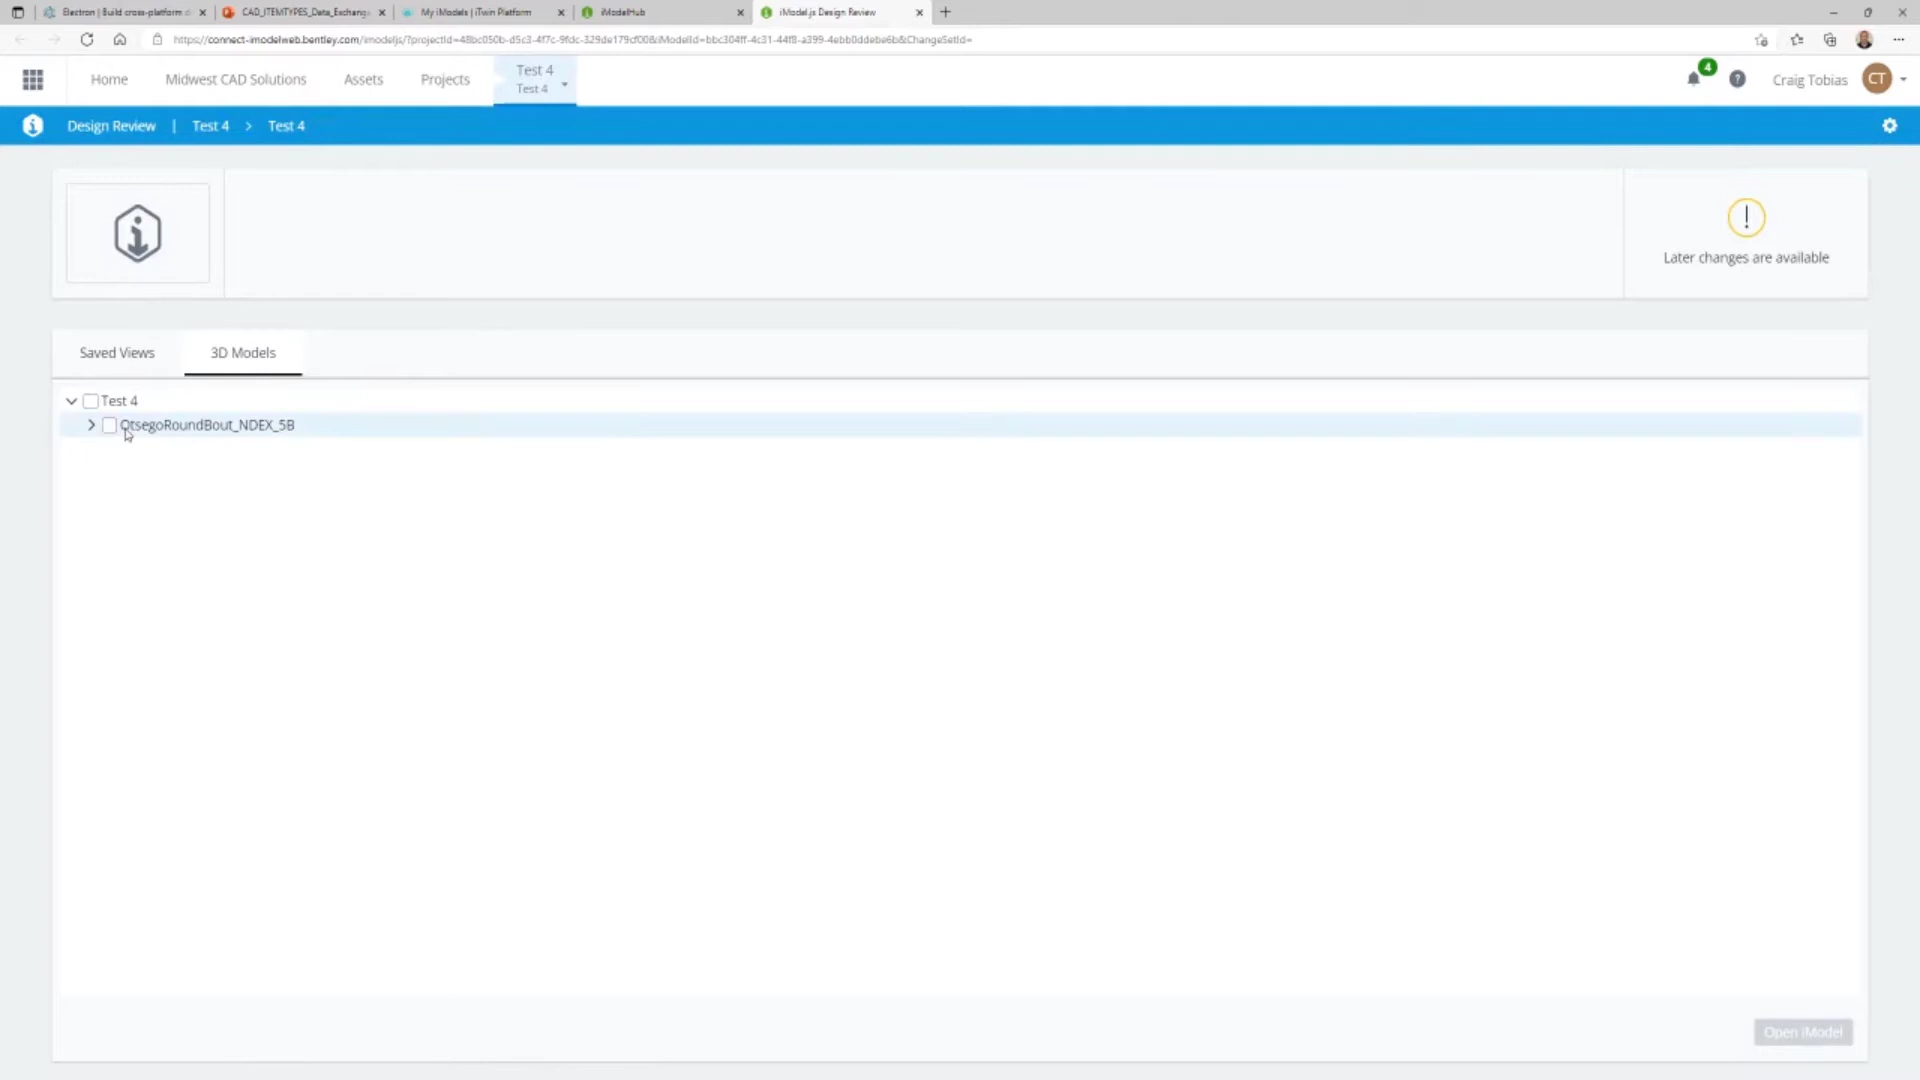 Electron | Build cross-platform d
CAD_ITEMTYPES_Data_Exchang
My iModels | iTwin Platform
iModelHub
iModel.js Design Review
https://connect-imodelweb.bentley.com/imodeljs/?projectId=48bc050b-d5c3-4f7c-9fdc-329de179cf00&iModelId=bbc304ff-4c31-44f8-a399-4ebb0ddebe6b&ChangeSetId=
Home
Midwest CAD Solutions
Assets
Projects
Test 4
Test 4
4
Craig Tobias
CT
Design Review | Test 4 > Test 4
Later changes are available
Saved Views
3D Models
Test 4
OtsegoRoundBout_NDEX_5B
Open iModel